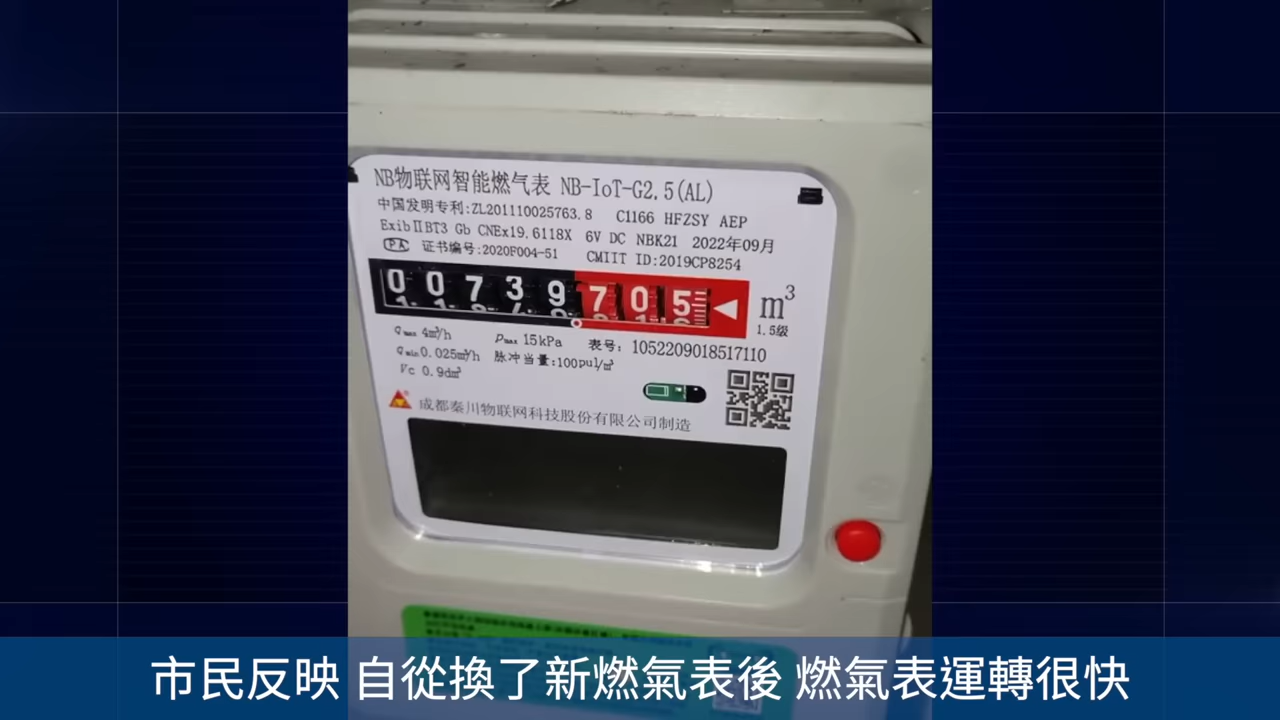 NB物联网智能燃气表 NB-IoT-G2.5(AL)
中国发明专利:ZL201110025763.8 C1166 HFZSY AEP
ExibⅡBT3 Gb CNEx19.6118X 6V DC NBK21 2022年09月
PA 证书编号:2020F004-51 CMIIT ID:2019CP8254
00739705 m³
1.5级
qmax 4m³/h pmax 15kPa 表号: 1052209018517110
qmin 0.025m³/h 脉冲当量:100pul/m³
Vc 0.9dm³
成都秦川物联网科技股份有限公司制造
市民反映 自從換了新燃氣表後 燃氣表運轉很快